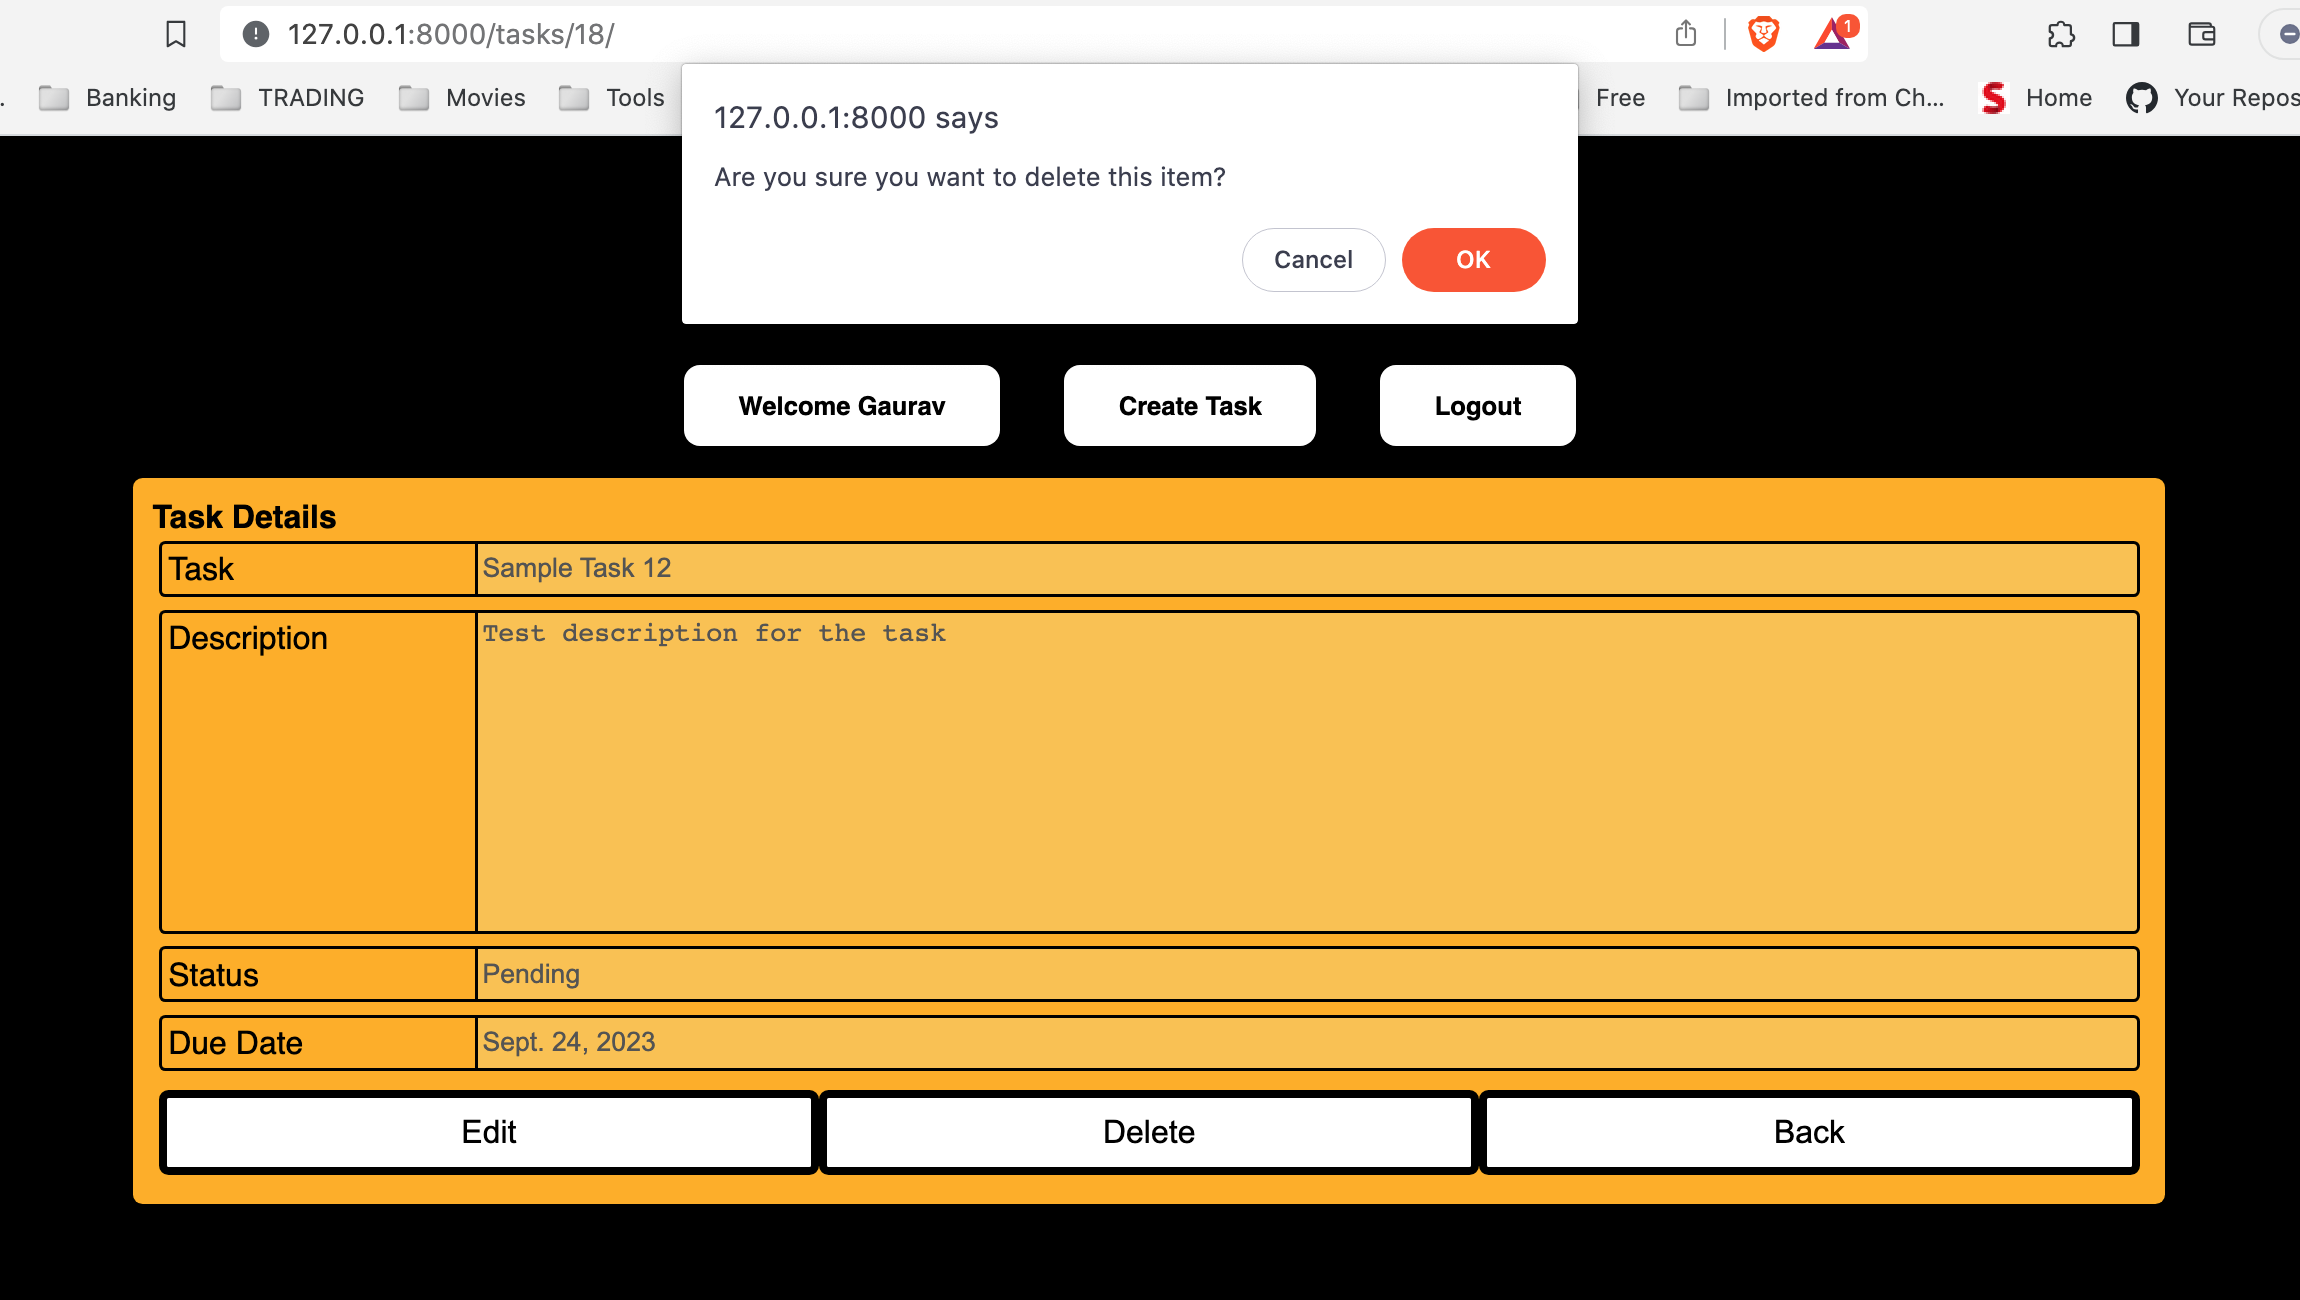 127.0.0.1:8000/tasks/18/
1
Banking TRADING Movies Tools Free Imported from Ch... Home Your Repos
127.0.0.1:8000 says
Are you sure you want to delete this item?
Cancel OK
Welcome Gaurav Create Task Logout
Task Details
Task Sample Task 12
Description Test description for the task
Status Pending
Due Date Sept. 24, 2023
Edit Delete Back